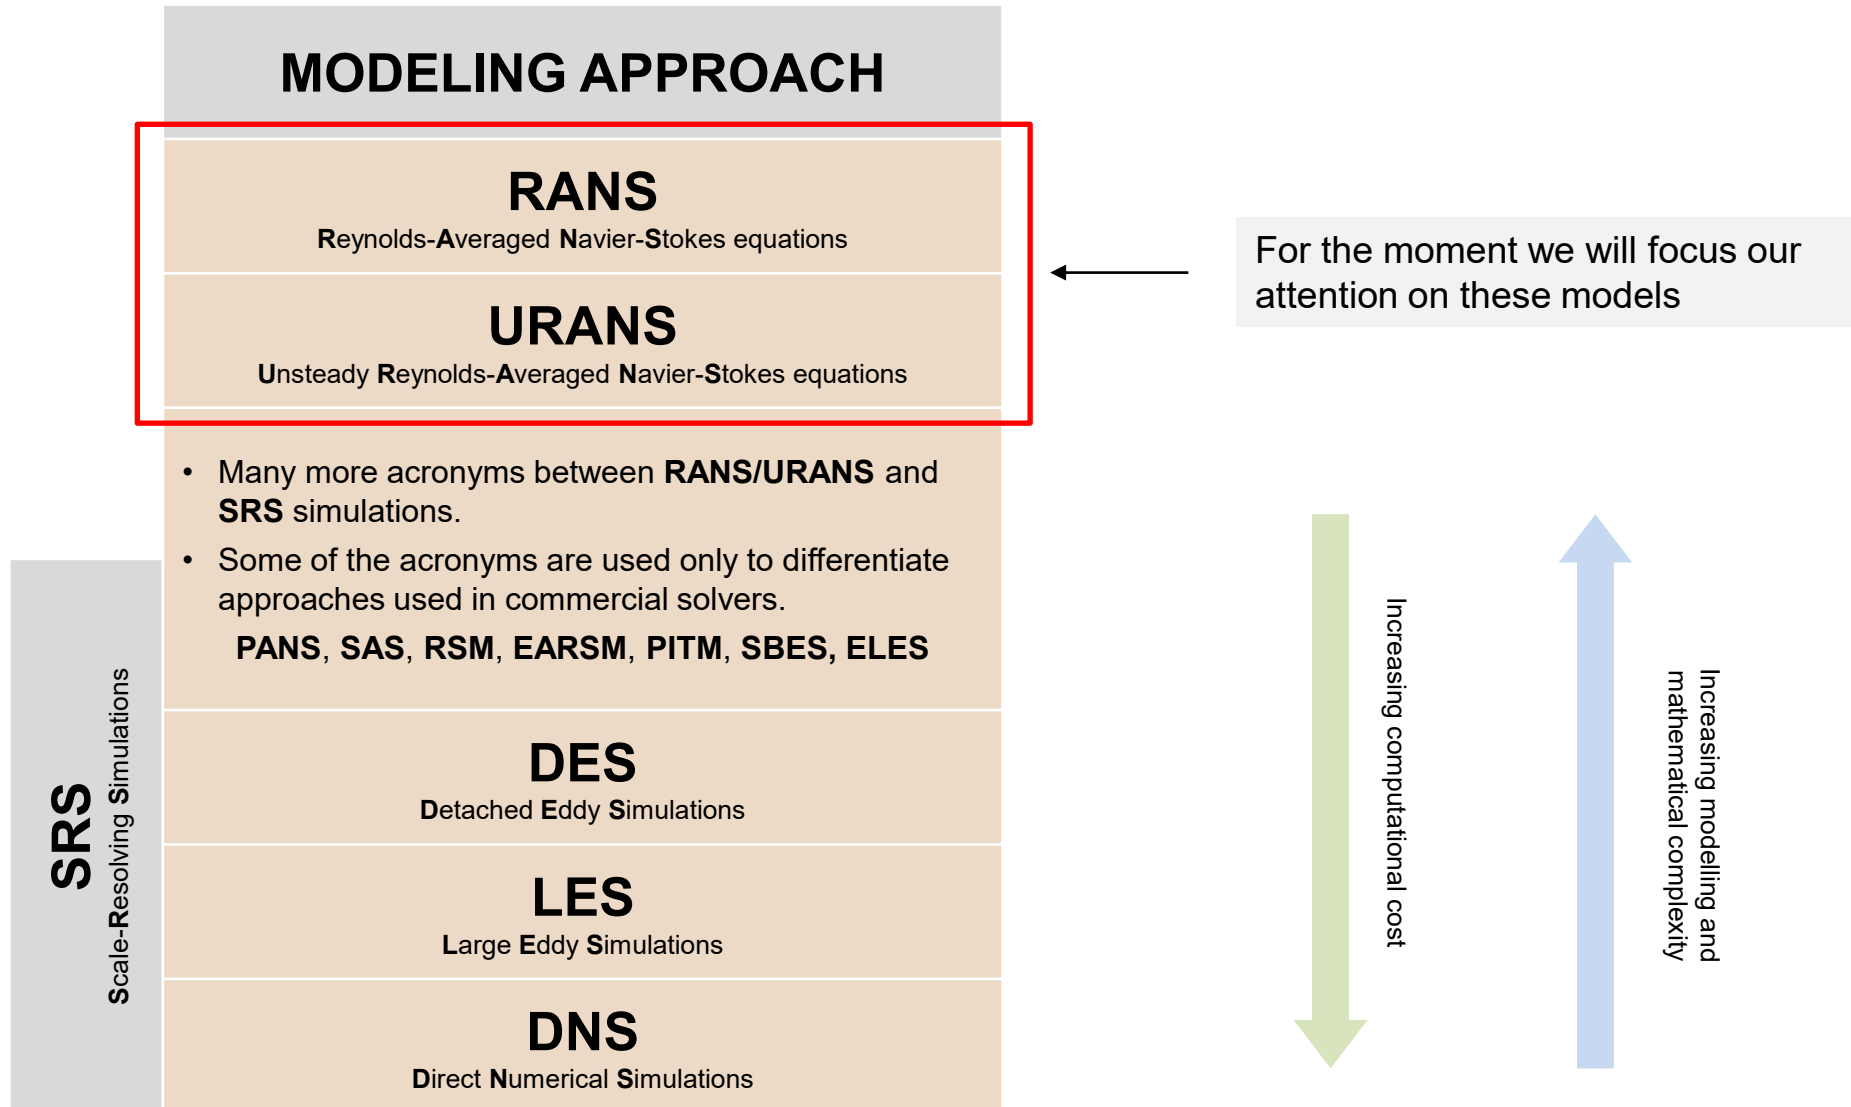 MODELING APPROACH
RANS
Reynolds-Averaged Navier-Stokes equations
URANS
Unsteady Reynolds-Averaged Navier-Stokes equations
For the moment we will focus our
attention on these models
• Many more acronyms between RANS/URANS and
SRS simulations.
• Some of the acronyms are used only to differentiate
approaches used in commercial solvers.
PANS, SAS, RSM, EARSM, PITM, SBES, ELES
DES
Detached Eddy Simulations
LES
Large Eddy Simulations
DNS
Direct Numerical Simulations
SRS
Scale-Resolving Simulations
Increasing computational cost
Increasing modelling and
mathematical complexity